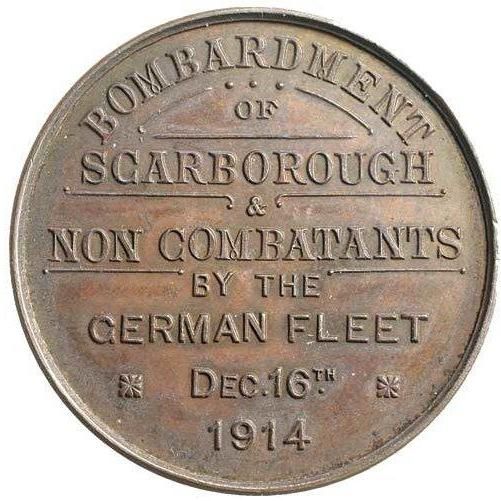 BOMBARDMENT
OF
SCARBOROUGH
&
NON COMBATANTS
BY THE
GERMAN FLEET
DEC. 16TH.
1914